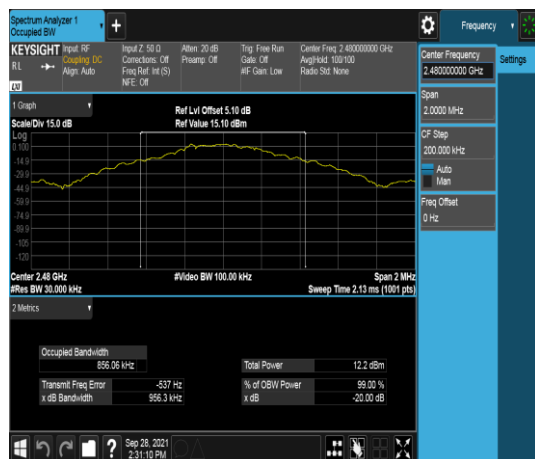 Spectrum Analyzer 1
Occupied BW
+
Frequency
KEYSIGHT
RL
LXI
Input: RF
Coupling: DC
Align: Auto
Input Z: 50 Ω
Corrections: Off
Freq Ref: Int (S)
NFE: Off
Atten: 20 dB
Preamp: Off
Trig: Free Run
Gate: Off
#IF Gain: Low
Center Freq: 2.480000000 GHz
Avg|Hold: 100/100
Radio Std: None
Center Frequency
2.480000000 GHz
Settings
Span
2.0000 MHz
CF Step
200.000 kHz
Auto
Man
Freq Offset
0 Hz
1 Graph
Scale/Div 15.0 dB
Ref Lvl Offset 5.10 dB
Ref Value 15.10 dBm
Log
0.100
-14.9
-29.9
-44.9
-59.9
-74.9
-89.9
-105
-120
Center 2.48 GHz
#Res BW 30.000 kHz
#Video BW 100.00 kHz
Span 2 MHz
Sweep Time 2.13 ms (1001 pts)
2 Metrics
Occupied Bandwidth
856.06 kHz
Total Power 12.2 dBm
Transmit Freq Error -537 Hz
% of OBW Power 99.00 %
x dB Bandwidth 956.3 kHz
x dB -20.00 dB
?
Sep 28, 2021
2:31:10 PM